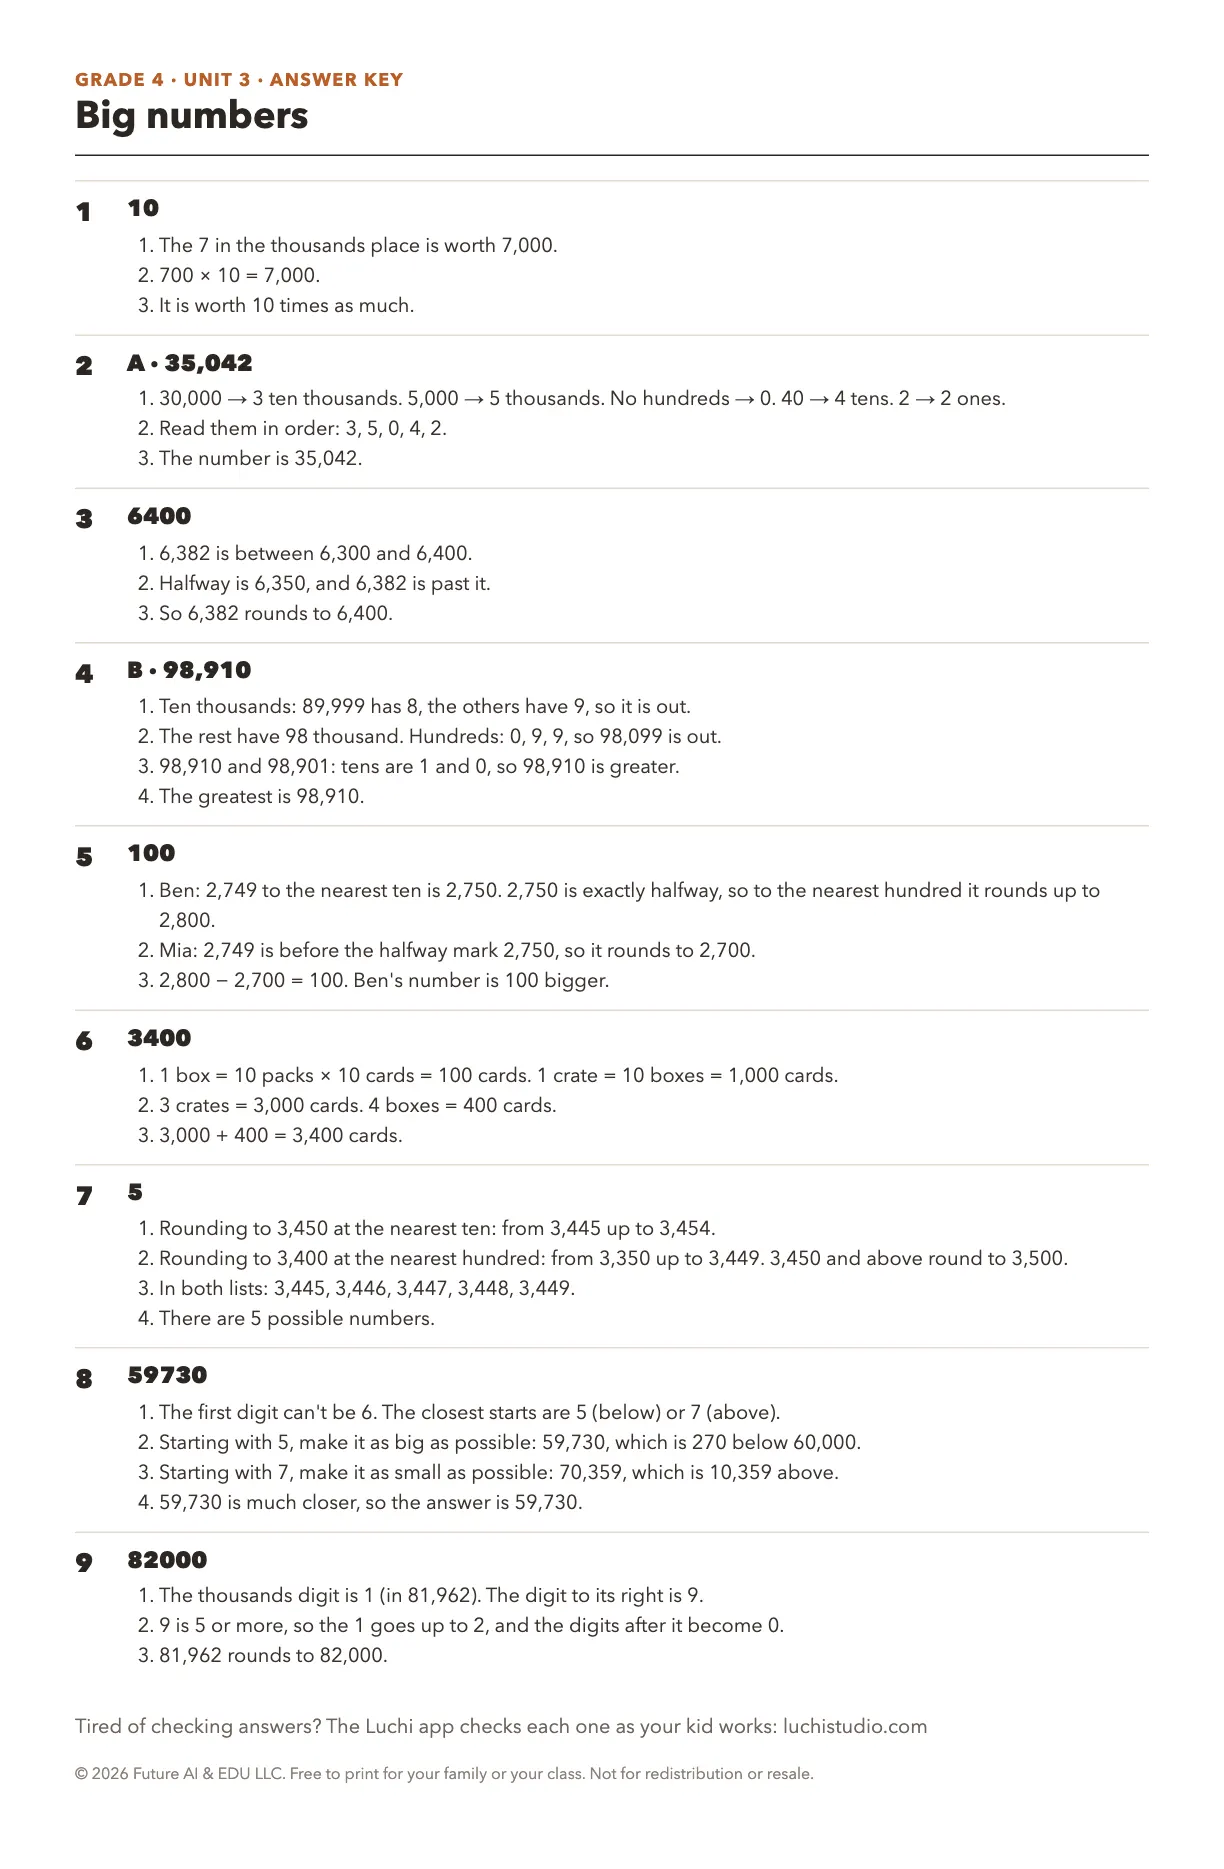 GRADE 4 · UNIT 3 · ANSWER KEY
Big numbers
1 10
1. The 7 in the thousands place is worth 7,000.
2. 700 × 10 = 7,000.
3. It is worth 10 times as much.
2 A · 35,042
1. 30,000 → 3 ten thousands. 5,000 → 5 thousands. No hundreds → 0. 40 → 4 tens. 2 → 2 ones.
2. Read them in order: 3, 5, 0, 4, 2.
3. The number is 35,042.
3 6400
1. 6,382 is between 6,300 and 6,400.
2. Halfway is 6,350, and 6,382 is past it.
3. So 6,382 rounds to 6,400.
4 B · 98,910
1. Ten thousands: 89,999 has 8, the others have 9, so it is out.
2. The rest have 98 thousand. Hundreds: 0, 9, 9, so 98,099 is out.
3. 98,910 and 98,901: tens are 1 and 0, so 98,910 is greater.
4. The greatest is 98,910.
5 100
1. Ben: 2,749 to the nearest ten is 2,750. 2,750 is exactly halfway, so to the nearest hundred it rounds up to
2,800.
2. Mia: 2,749 is before the halfway mark 2,750, so it rounds to 2,700.
3. 2,800 − 2,700 = 100. Ben's number is 100 bigger.
6 3400
1. 1 box = 10 packs × 10 cards = 100 cards. 1 crate = 10 boxes = 1,000 cards.
2. 3 crates = 3,000 cards. 4 boxes = 400 cards.
3. 3,000 + 400 = 3,400 cards.
7 5
1. Rounding to 3,450 at the nearest ten: from 3,445 up to 3,454.
2. Rounding to 3,400 at the nearest hundred: from 3,350 up to 3,449. 3,450 and above round to 3,500.
3. In both lists: 3,445, 3,446, 3,447, 3,448, 3,449.
4. There are 5 possible numbers.
8 59730
1. The first digit can't be 6. The closest starts are 5 (below) or 7 (above).
2. Starting with 5, make it as big as possible: 59,730, which is 270 below 60,000.
3. Starting with 7, make it as small as possible: 70,359, which is 10,359 above.
4. 59,730 is much closer, so the answer is 59,730.
9 82000
1. The thousands digit is 1 (in 81,962). The digit to its right is 9.
2. 9 is 5 or more, so the 1 goes up to 2, and the digits after it become 0.
3. 81,962 rounds to 82,000.
Tired of checking answers? The Luchi app checks each one as your kid works: luchistudio.com
© 2026 Future AI & EDU LLC. Free to print for your family or your class. Not for redistribution or resale.